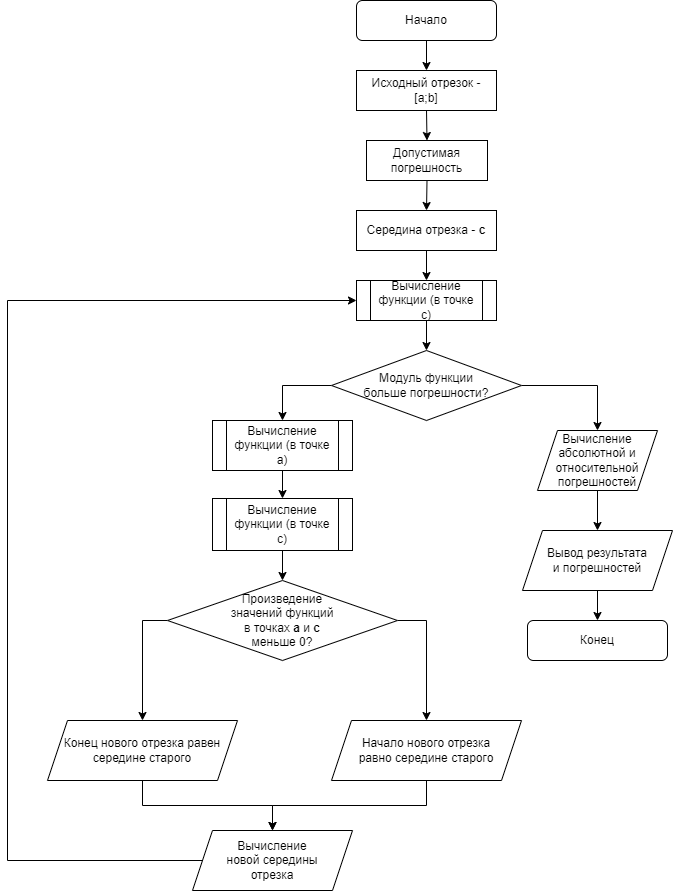 Начало
Исходный отрезок -
[a;b]
Допустимая
погрешность
Середина отрезка - с
Вычисление
функции (в точке
с)
Модуль функции
больше погрешности?
Вычисление
функции (в точке
а)
Вычисление
функции (в точке
с)
Произведение
значений функций
в точках а и с
меньше 0?
Конец нового отрезка равен
середине старого
Начало нового отрезка
равно середине старого
Вычисление
новой середины
отрезка
Вычисление
абсолютной и
относительной
погрешностей
Вывод результата
и погрешностей
Конец